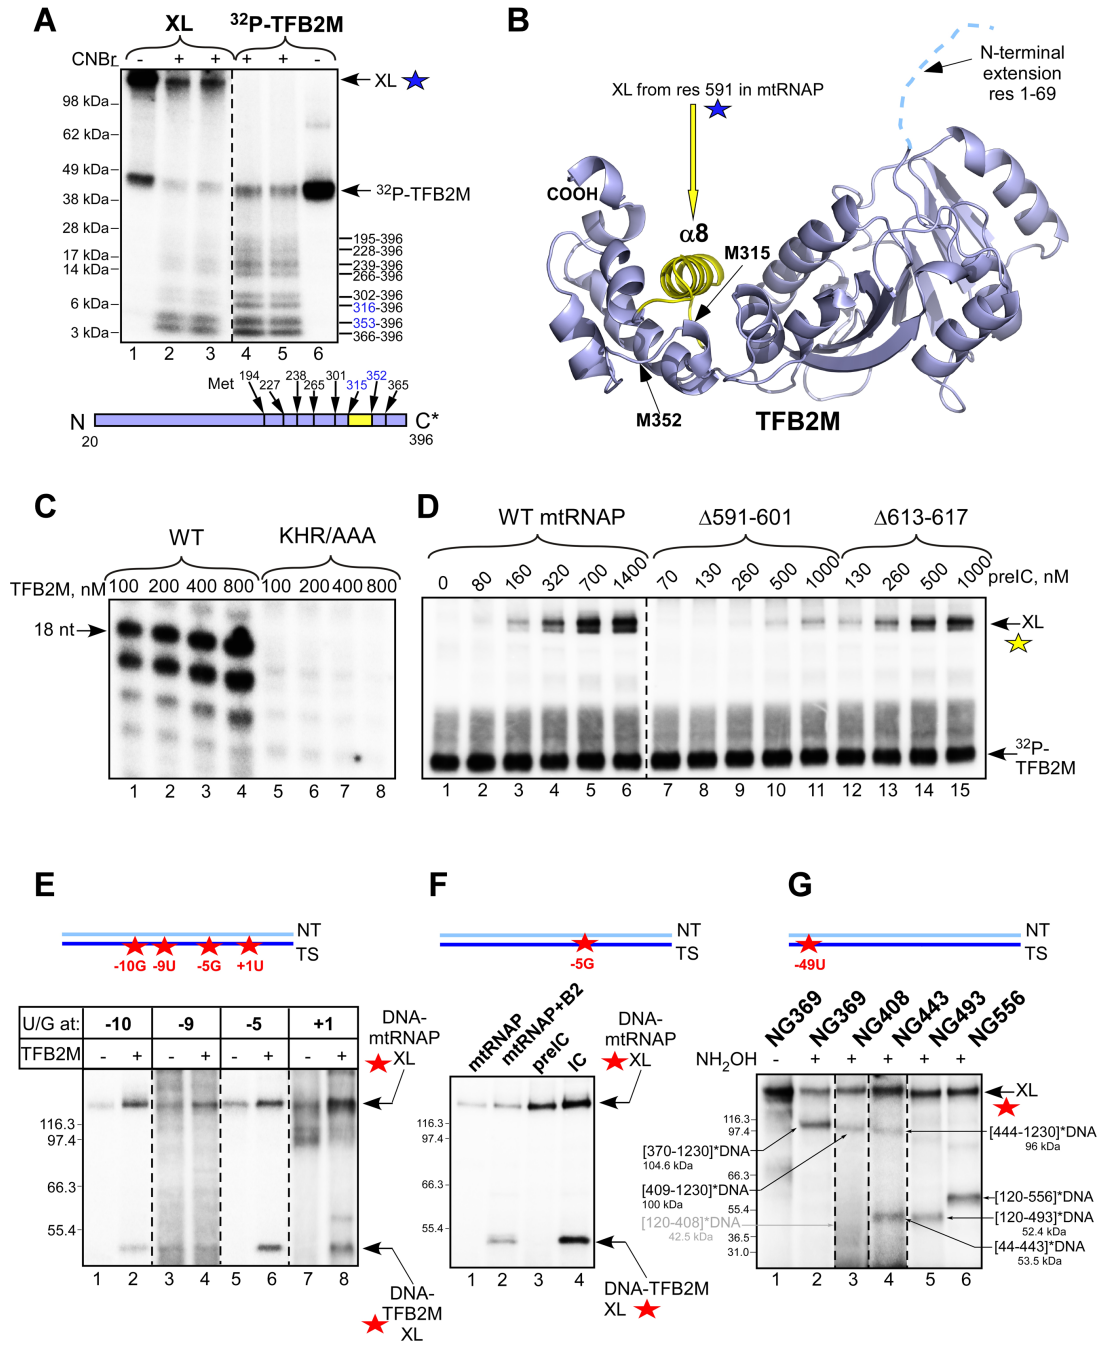 A
XL
32P-TFB2M
CNBr
- + + + + -
XL
98 kDa
62 kDa
49 kDa
38 kDa
28 kDa
17 kDa
14 kDa
6 kDa
3 kDa
32P-TFB2M
195-396
228-396
239-396
266-396
302-396
316-396
353-396
366-396
1 2 3 4 5 6
Met
194 227 238 265 301 315 352 365
N
C*
20
396
B
XL from res 591 in mtRNAP
N-terminal
extension
res 1-69
COOH
α8
M315
M352
TFB2M
C
WT
KHR/AAA
TFB2M, nM
100 200 400 800 100 200 400 800
18 nt
1 2 3 4 5 6 7 8
D
WT mtRNAP
Δ591-601
Δ613-617
0 80 160 320 700 1400 70 130 260 500 1000 130 260 500 1000
preIC, nM
XL
32P-
TFB2M
1 2 3 4 5 6 7 8 9 10 11 12 13 14 15
E
NT
TS
-10G -9U -5G +1U
U/G at: -10 -9 -5 +1
TFB2M - + - + - + - +
DNA-
mtRNAP
XL
116.3
97.4
66.3
55.4
1 2 3 4 5 6 7 8
DNA-
TFB2M
XL
F
NT
TS
-5G
mtRNAP
mtRNAP+B2
preIC
IC
DNA-
mtRNAP
XL
116.3
97.4
66.3
55.4
1 2 3 4
DNA-TFB2M
XL
G
NT
TS
-49U
NG369 NG369 NG408 NG443 NG493 NG556
NH2OH - + + + + +
XL
116.3
97.4
66.3
55.4
36.5
31.0
[370-1230]*DNA
104.6 kDa
[409-1230]*DNA
100 kDa
[120-408]*DNA
42.5 kDa
[444-1230]*DNA
96 kDa
[120-556]*DNA
[120-493]*DNA
52.4 kDa
[44-443]*DNA
53.5 kDa
1 2 3 4 5 6